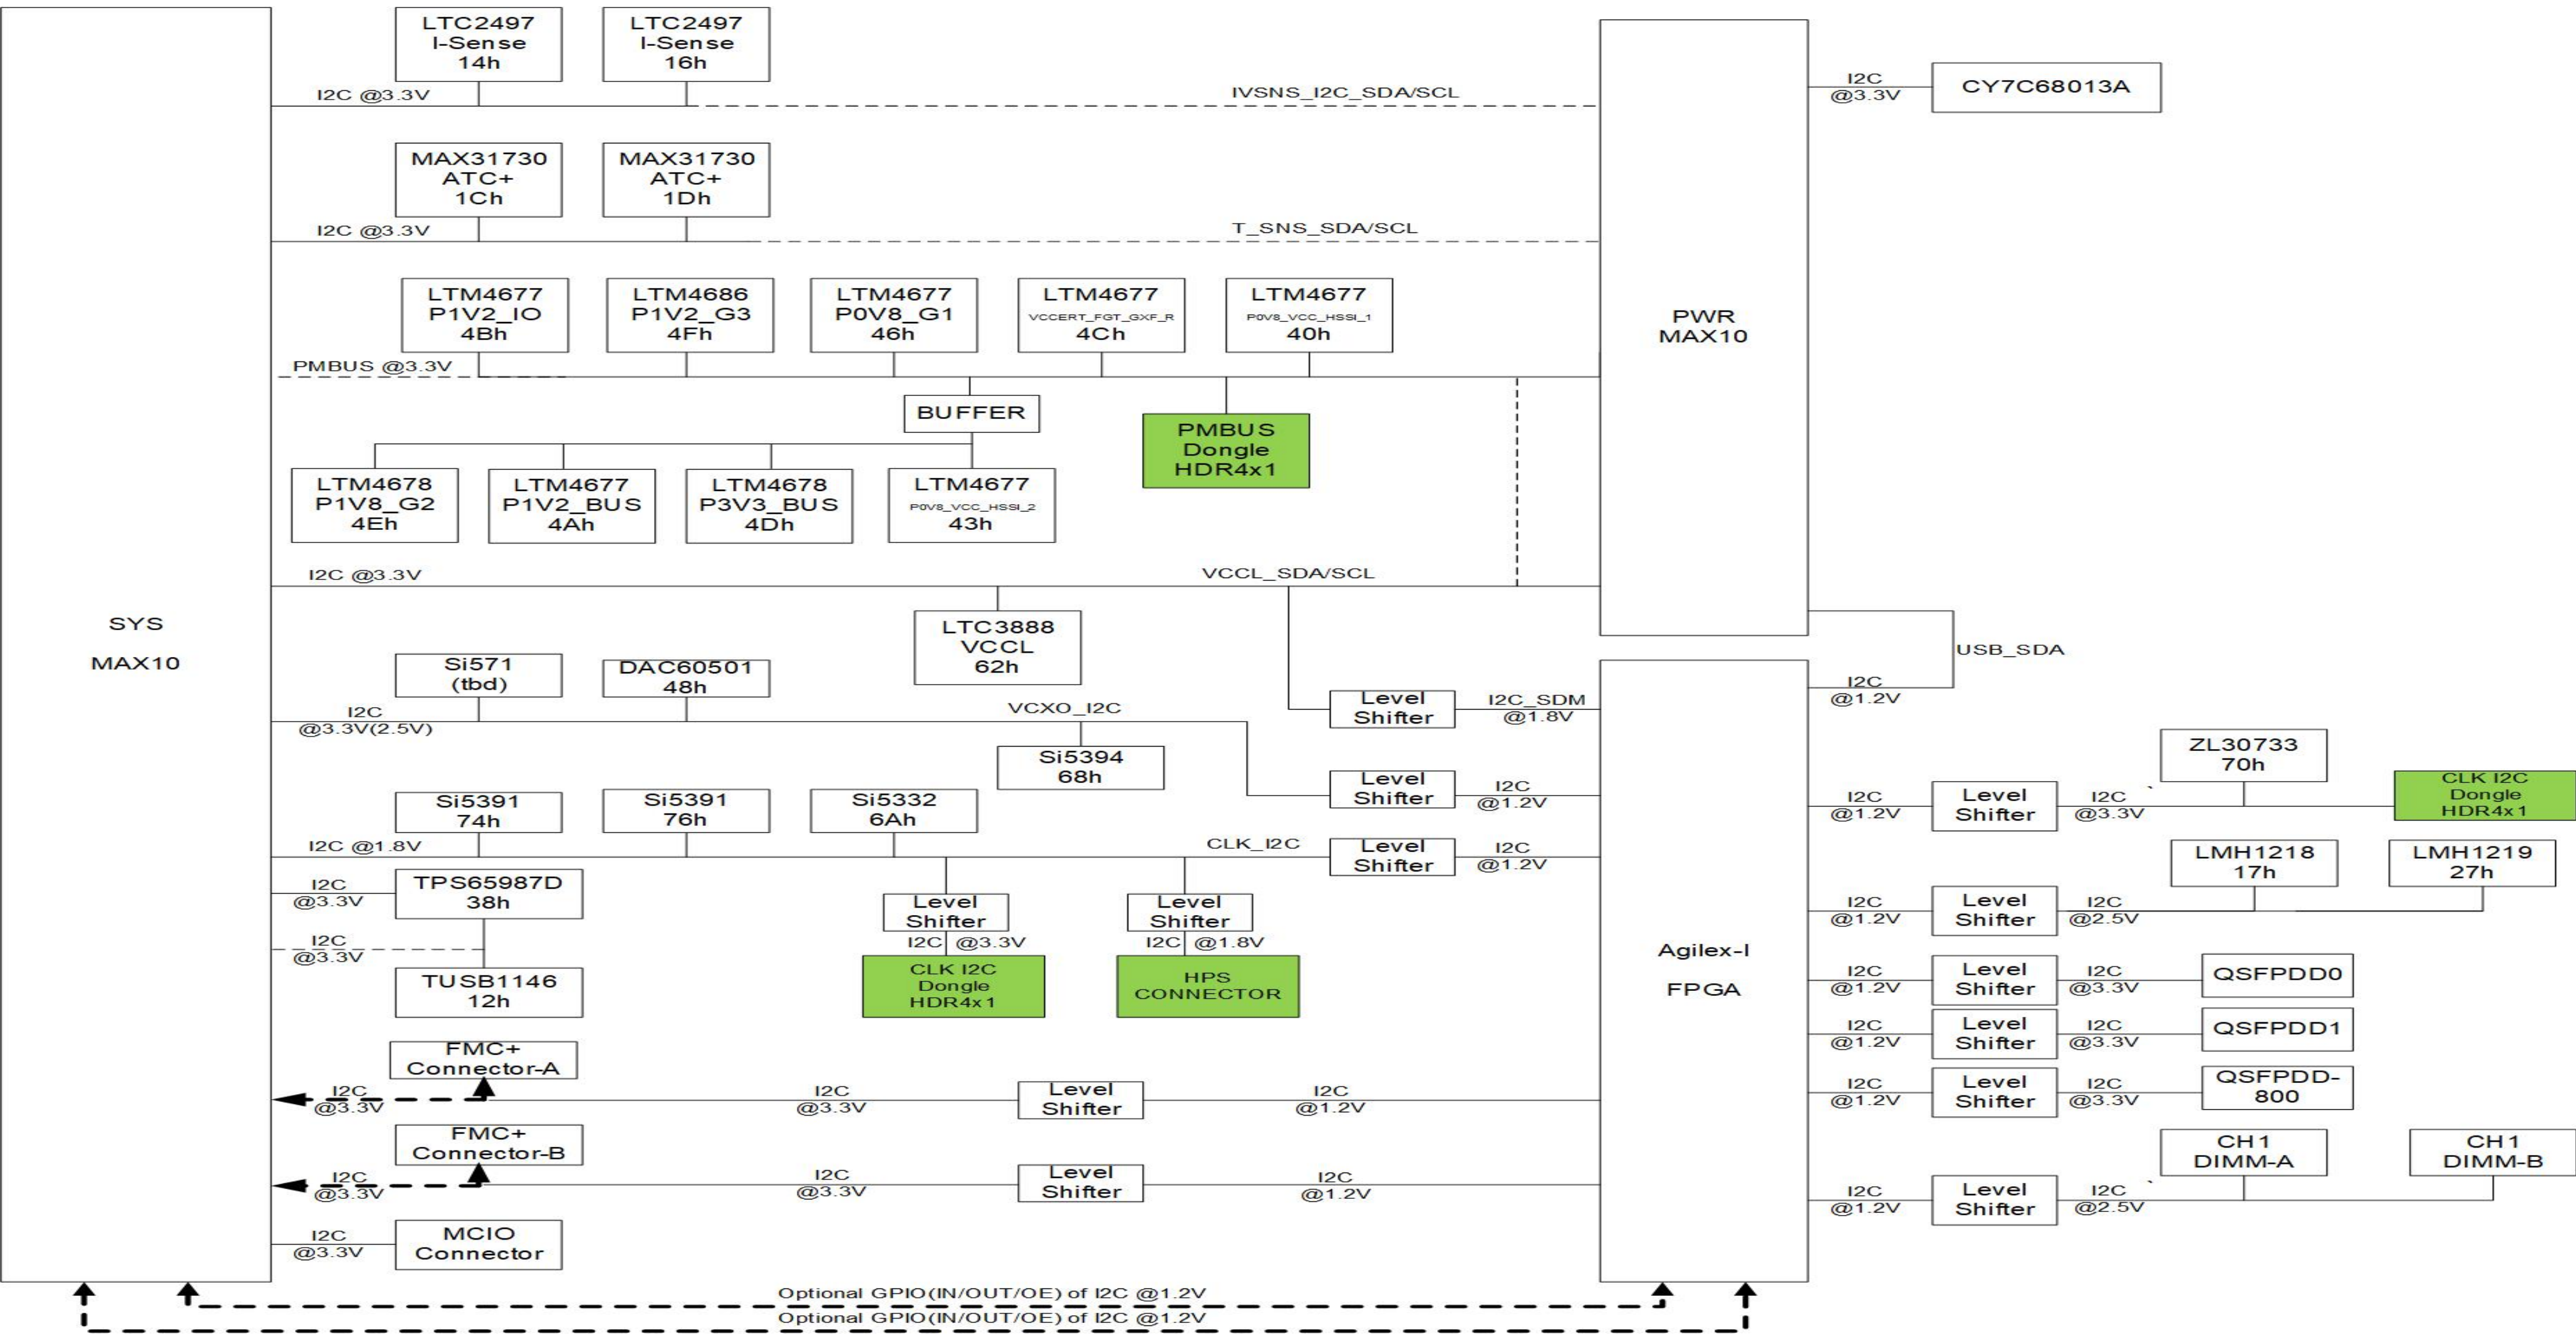 LTC2497
I-Sense
14h
LTC2497
I-Sense
16h
I2C @3.3V
IVSNS_I2C_SDA/SCL
I2C
@3.3V
CY7C68013A
MAX31730
ATC+
1Ch
MAX31730
ATC+
1Dh
I2C @3.3V
T_SNS_SDA/SCL
LTM4677
P1V2_IO
4Bh
LTM4686
P1V2_G3
4Fh
LTM4677
P0V8_G1
46h
LTM4677
VCCERT_FGT_GXF_R
4Ch
LTM4677
P0V8_VCC_HSSI_1
40h
PWR
MAX10
PMBUS @3.3V
BUFFER
PMBUS
Dongle
HDR4x1
LTM4678
P1V8_G2
4Eh
LTM4677
P1V2_BUS
4Ah
LTM4678
P3V3_BUS
4Dh
LTM4677
P0V8_VCC_HSSI_2
43h
I2C @3.3V
VCCL_SDA/SCL
SYS
MAX10
LTC3888
VCCL
62h
USB_SDA
Si571
(tbd)
DAC60501
48h
I2C
@1.2V
Level
Shifter
I2C_SDM
@1.8V
I2C
@3.3V(2.5V)
VCXO_I2C
Si5394
68h
Level
Shifter
I2C
@1.2V
ZL30733
70h
I2C
@1.2V
Level
Shifter
I2C `
@3.3V
CLK I2C
Dongle
HDR4x1
Si5391
74h
Si5391
76h
Si5332
6Ah
I2C @1.8V
CLK_I2C
Level
Shifter
I2C
@1.2V
LMH1218
17h
LMH1219
27h
I2C
@3.3V
TPS65987D
38h
Level
Shifter
I2C @3.3V
CLK I2C
Dongle
HDR4x1
Level
Shifter
I2C @1.8V
HPS
CONNECTOR
I2C
@1.2V
Level
Shifter
I2C
@2.5V
I2C
@3.3V
TUSB1146
12h
Agilex-I
FPGA
I2C
@1.2V
Level
Shifter
I2C
@3.3V
QSFPDD0
I2C
@1.2V
Level
Shifter
I2C
@3.3V
QSFPDD1
FMC+
Connector-A
I2C
@3.3V
I2C
@3.3V
Level
Shifter
I2C
@1.2V
I2C
@1.2V
Level
Shifter
I2C
@3.3V
QSFPDD-
800
FMC+
Connector-B
I2C
@3.3V
I2C
@3.3V
Level
Shifter
I2C
@1.2V
CH1
DIMM-A
CH1
DIMM-B
I2C
@1.2V
Level
Shifter
I2C `
@2.5V
I2C
@3.3V
MCIO
Connector
Optional GPIO(IN/OUT/OE) of I2C @1.2V
Optional GPIO(IN/OUT/OE) of I2C @1.2V